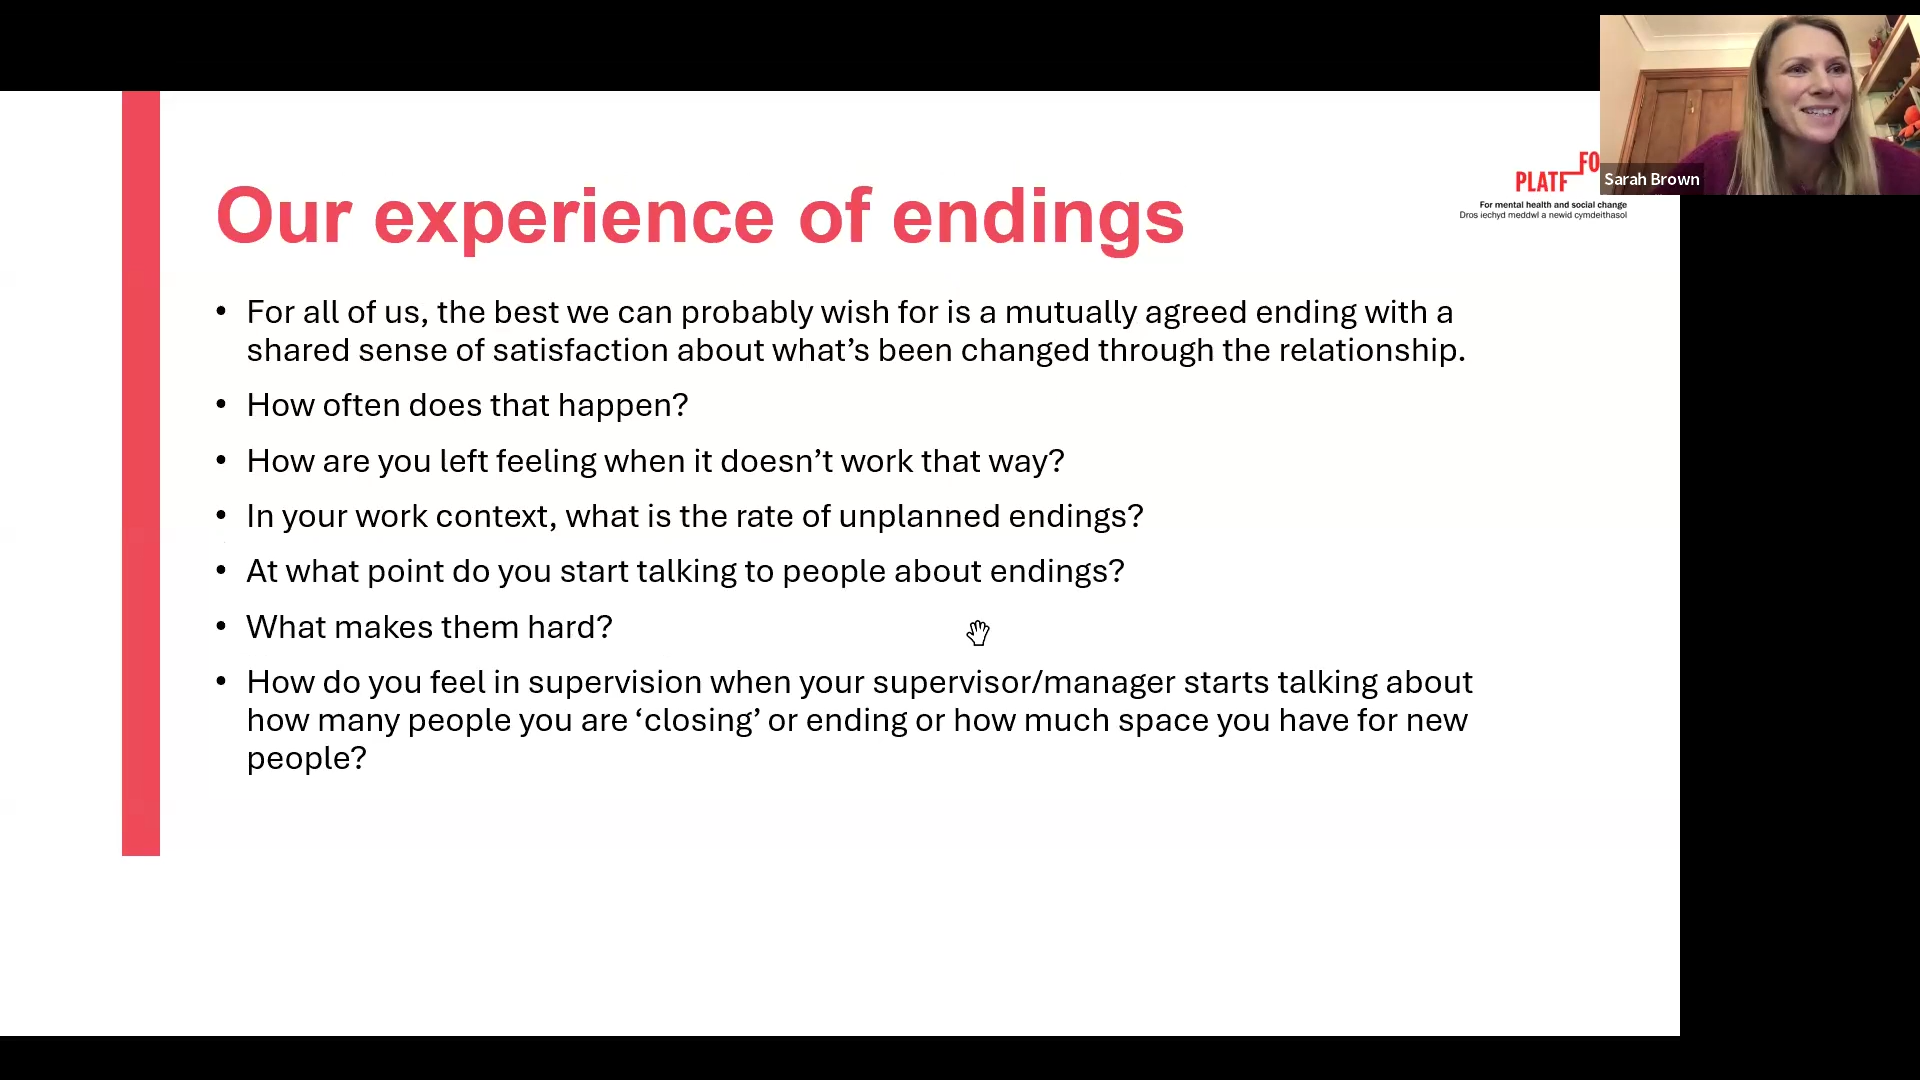 Sarah Brown
PLATFO
For mental health and social change
Dros iechyd meddwl a newid cymdeithasol
Our experience of endings
• For all of us, the best we can probably wish for is a mutually agreed ending with a
shared sense of satisfaction about what’s been changed through the relationship.
• How often does that happen?
• How are you left feeling when it doesn’t work that way?
• In your work context, what is the rate of unplanned endings?
• At what point do you start talking to people about endings?
• What makes them hard?
• How do you feel in supervision when your supervisor/manager starts talking about
how many people you are ‘closing’ or ending or how much space you have for new
people?